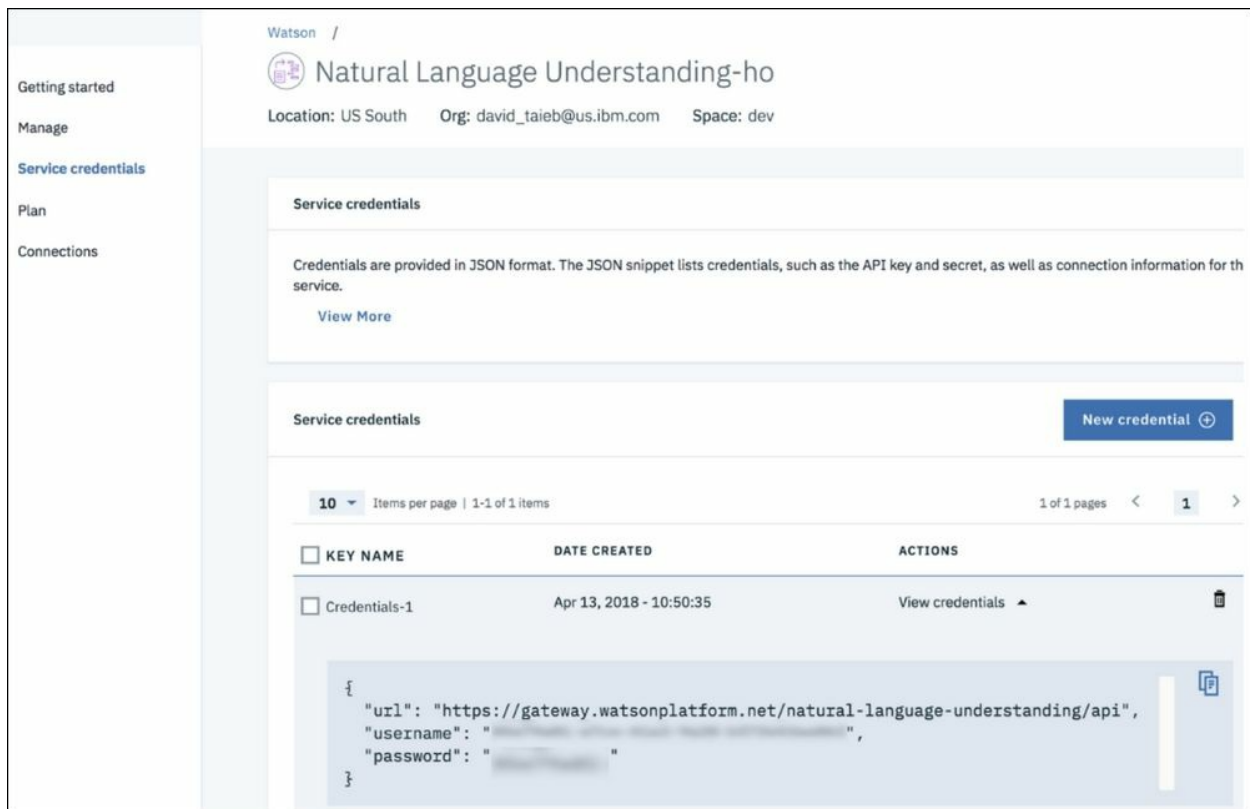 Watson /
Natural Language Understanding-ho
Location: US South Org: david_taieb@us.ibm.com Space: dev
Getting started
Manage
Service credentials
Plan
Connections
Service credentials
Credentials are provided in JSON format. The JSON snippet lists credentials, such as the API key and secret, as well as connection information for th
service.
View More
Service credentials
New credential
10 Items per page | 1-1 of 1 items 1 of 1 pages < 1 >
KEY NAME DATE CREATED ACTIONS
Credentials-1 Apr 13, 2018 - 10:50:35 View credentials
{
"url": "https://gateway.watsonplatform.net/natural-language-understanding/api",
"username": " ",
"password": " "
}